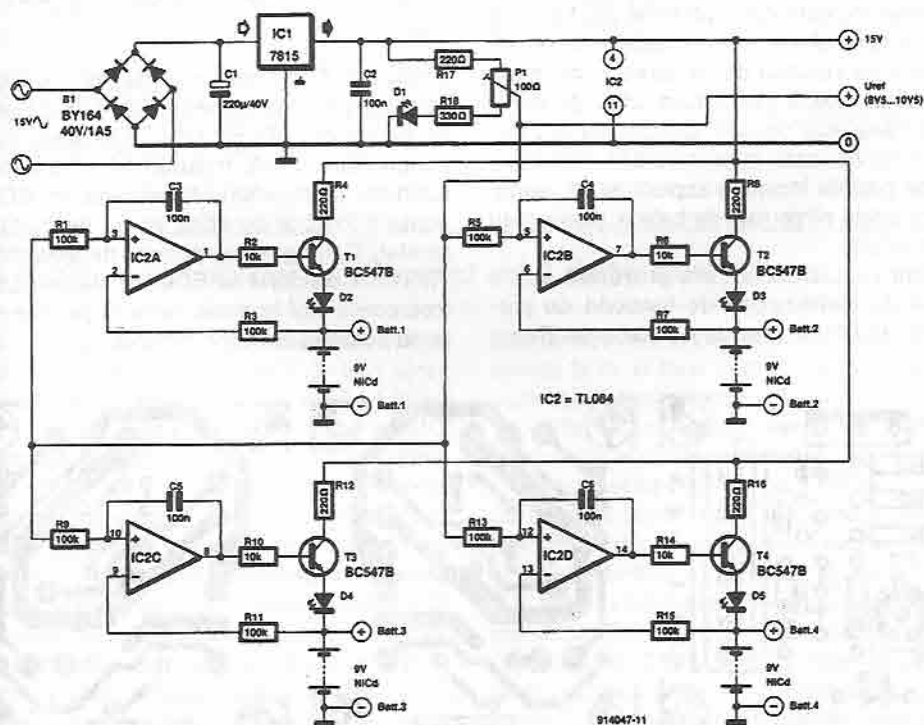 IC1
7815
15V
C1
220µ/40V
C2
100n
D1
R18
330Ω
220Ω
R17
P1
100Ω
4
IC2
11
Uref
(8V5...10V5)
0
B1
BY164
40V/1A5
15V
R1
100k
3
2
IC2A
1
C3
100n
R2
10k
R4
220Ω
T1
BC547B
D2
R3
100k
Batt.1
9V
NiCd
Batt.1
R5
100k
5
6
IC2B
7
C4
100n
R6
10k
R8
220Ω
T2
BC547B
D3
R7
100k
Batt.2
9V
NiCd
Batt.2
IC2 = TL084
R9
100k
10
9
IC2C
8
C5
100n
R10
10k
R12
220Ω
T3
BC547B
D4
R11
100k
Batt.3
9V
NiCd
Batt.3
R13
100k
12
13
IC2D
14
100n
R14
10k
R16
220Ω
T4
BC547B
D5
R15
100k
Batt.4
9V
NiCd
Batt.4
914047-11